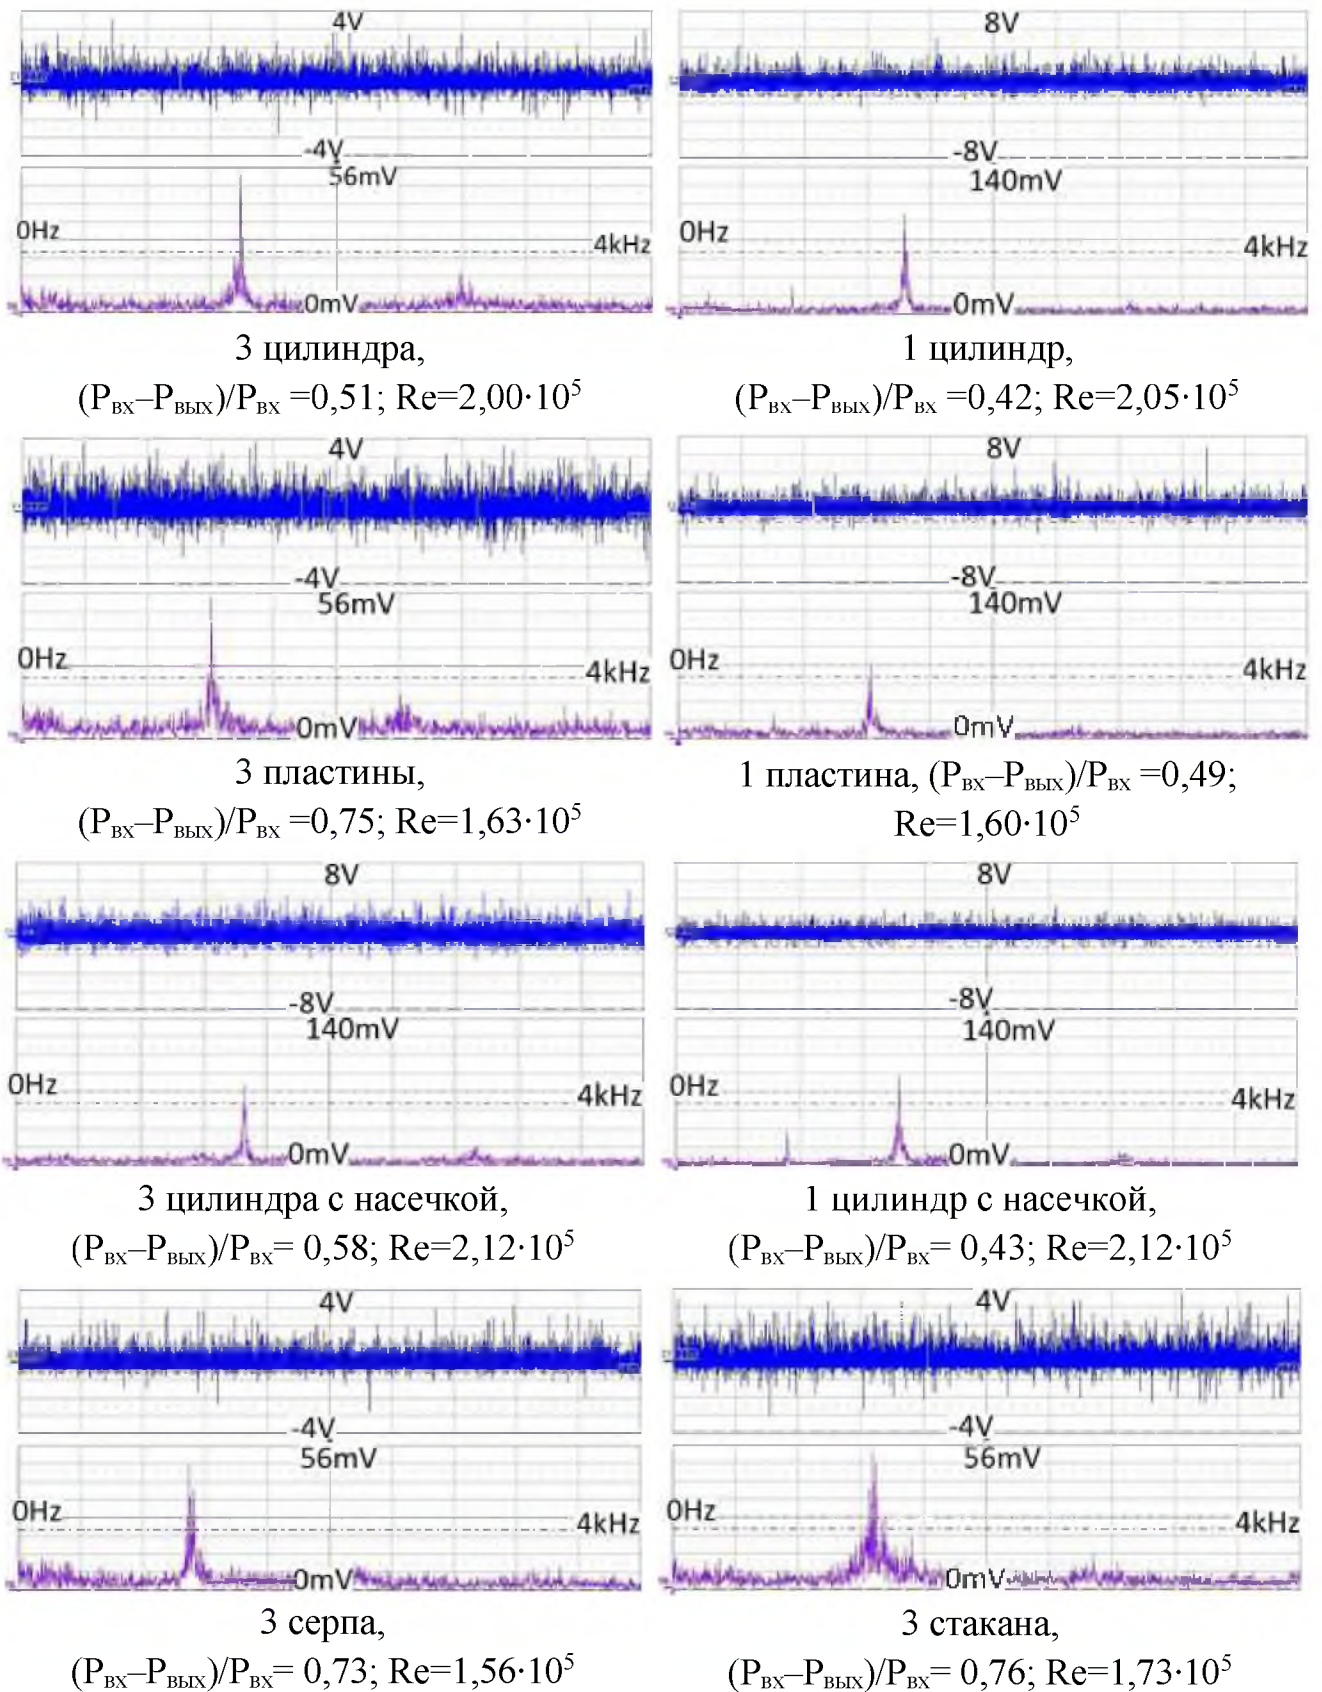 4V
-4V
56mV
0Hz
4kHz
0mV
3 цилиндра,
(Pвх–Pвых)/Pвх =0,51; Re=2,00·10⁵
8V
-8V
140mV
0Hz
4kHz
0mV
1 цилиндр,
(Pвх–Pвых)/Pвх =0,42; Re=2,05·10⁵
4V
-4V
56mV
0Hz
4kHz
0mV
3 пластины,
(Pвх–Pвых)/Pвх =0,75; Re=1,63·10⁵
8V
-8V
140mV
0Hz
4kHz
0mV
1 пластина, (Pвх–Pвых)/Pвх =0,49;
Re=1,60·10⁵
8V
-8V
140mV
0Hz
4kHz
0mV
3 цилиндра с насечкой,
(Pвх–Pвых)/Pвх= 0,58; Re=2,12·10⁵
8V
-8V
140mV
0Hz
4kHz
0mV
1 цилиндр с насечкой,
(Pвх–Pвых)/Pвх= 0,43; Re=2,12·10⁵
4V
-4V
56mV
0Hz
4kHz
0mV
3 серпа,
(Pвх–Pвых)/Pвх= 0,73; Re=1,56·10⁵
4V
-4V
56mV
0Hz
4kHz
0mV
3 стакана,
(Pвх–Pвых)/Pвх= 0,76; Re=1,73·10⁵